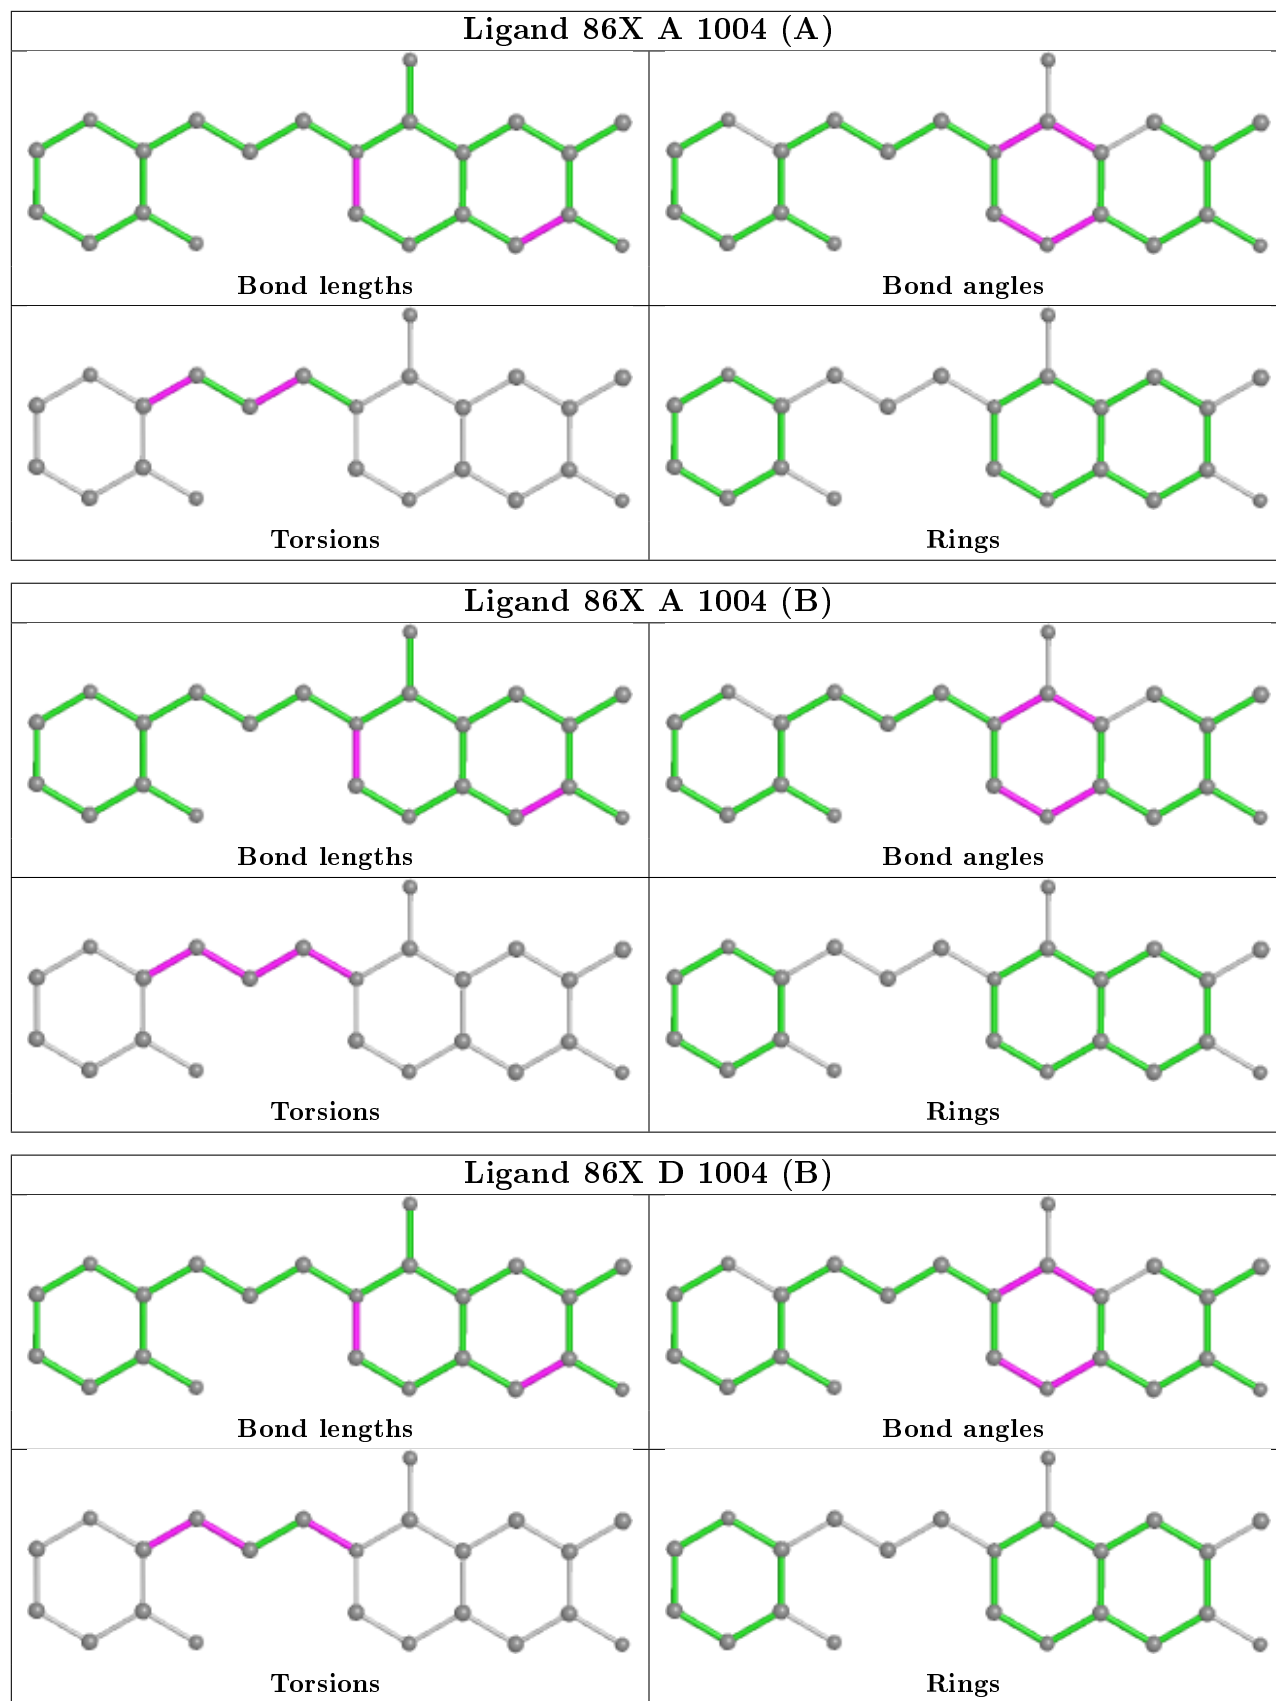 Ligand 86X A 1004 (A)
Bond lengths
Bond angles
Torsions
Rings
Ligand 86X A 1004 (B)
Bond lengths
Bond angles
Torsions
Rings
Ligand 86X D 1004 (B)
Bond lengths
Bond angles
Torsions
Rings